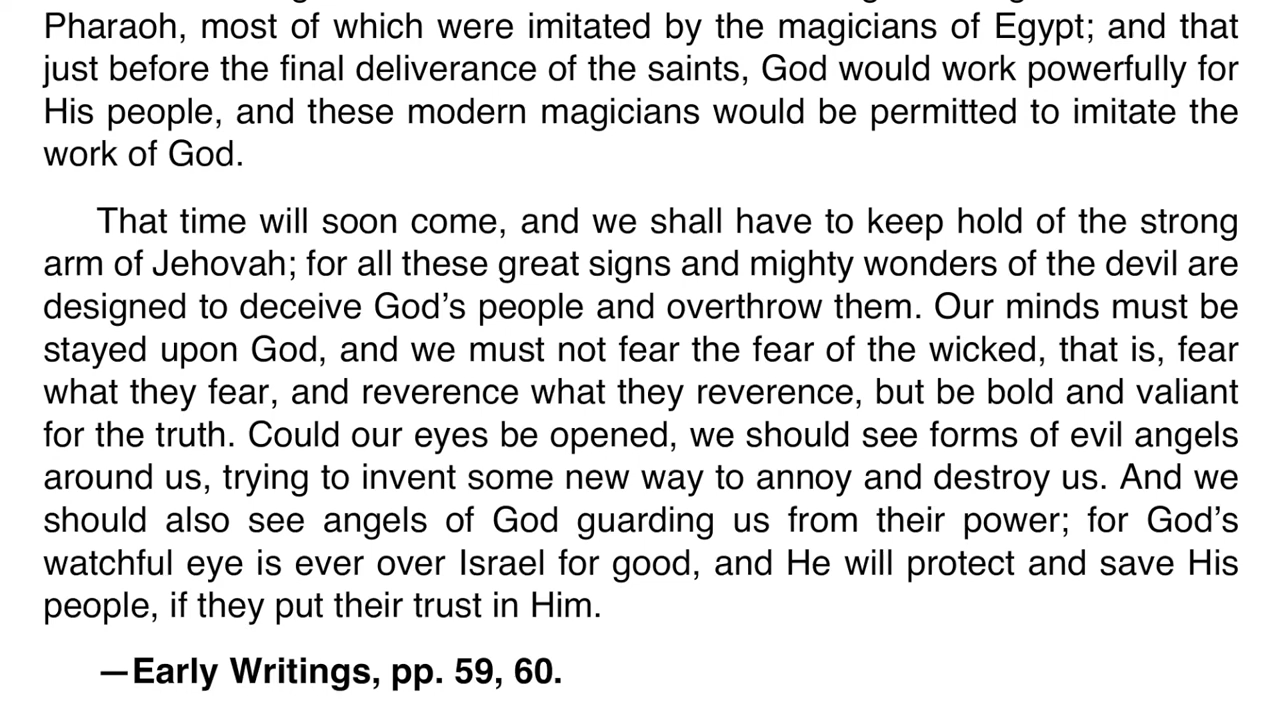 Pharaoh, most of which were imitated by the magicians of Egypt; and that
just before the final deliverance of the saints, God would work powerfully for
His people, and these modern magicians would be permitted to imitate the
work of God.
That time will soon come, and we shall have to keep hold of the strong
arm of Jehovah; for all these great signs and mighty wonders of the devil are
designed to deceive God's people and overthrow them. Our minds must be
stayed upon God, and we must not fear the fear of the wicked, that is, fear
what they fear, and reverence what they reverence, but be bold and valiant
for the truth. Could our eyes be opened, we should see forms of evil angels
around us, trying to invent some new way to annoy and destroy us. And we
should also see angels of God guarding us from their power; for God's
watchful eye is ever over Israel for good, and He will protect and save His
people, if they put their trust in Him.
—Early Writings, pp. 59, 60.